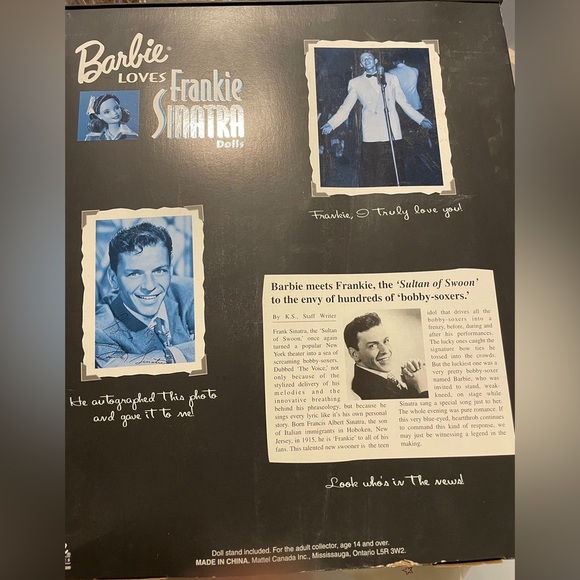 Barbie®
LOVES
Frankie
SINATRA
Dolls
Frankie, I Truly love you!
He autographed This photo
and gave it to me!
Barbie meets Frankie, the ‘Sultan of Swoon’
to the envy of hundreds of ‘bobby-soxers.’
By K.S., Staff Writer
Frank Sinatra, the ‘Sultan
of Swoon,’ once again
turned a popular New
York theater into a sea of
screaming bobby-soxers.
Dubbed ‘The Voice,’ not
only because of the
stylized delivery of his
melodies and the
innovative breathing
behind his phraseology, but because he
sings every lyric like it's his own personal
story. Born Francis Albert Sinatra, the son
of Italian immigrants in Hoboken, New
Jersey, in 1915, he is ‘Frankie’ to all of his
fans. This talented new swooner is the teen
idol that drives all the
bobby-soxers into a
frenzy, before, during and
after his performances.
The lucky ones caught the
signature bow ties he
tossed into the crowds.
But the luckiest one was a
very pretty bobby-soxer
named Barbie, who was
invited to stand, weak-
kneed, on stage while
Sinatra sang a special song just to her.
The whole evening was pure romance. If
this very blue-eyed, heartthrob continues
to command this kind of response, we
may just be witnessing a legend in the
making.
Look who's in The news!
Doll stand included. For the adult collector, age 14 and over.
MADE IN CHINA. Mattel Canada Inc., Mississauga, Ontario L5R 3W2.